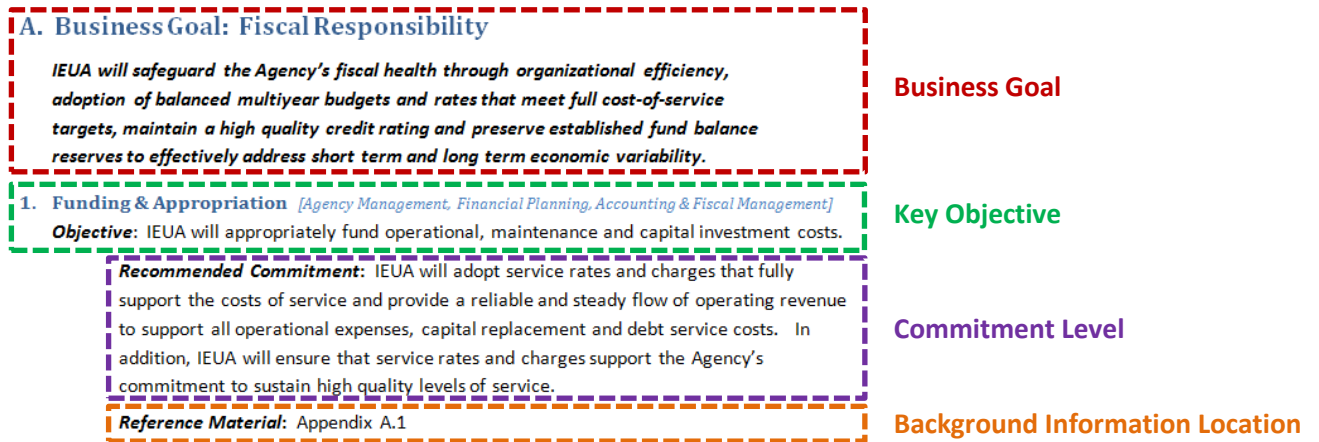 A. Business Goal: Fiscal Responsibility
IEUA will safeguard the Agency's fiscal health through organizational efficiency,
adoption of balanced multiyear budgets and rates that meet full cost-of-service
targets, maintain a high quality credit rating and preserve established fund balance
reserves to effectively address short term and long term economic variability.
Business Goal
1. Funding & Appropriation [Agency Management, Financial Planning, Accounting & Fiscal Management]
Objective: IEUA will appropriately fund operational, maintenance and capital investment costs.
Key Objective
Recommended Commitment: IEUA will adopt service rates and charges that fully
support the costs of service and provide a reliable and steady flow of operating revenue
to support all operational expenses, capital replacement and debt service costs. In
addition, IEUA will ensure that service rates and charges support the Agency's
commitment to sustain high quality levels of service.
Commitment Level
Reference Material: Appendix A.1
Background Information Location